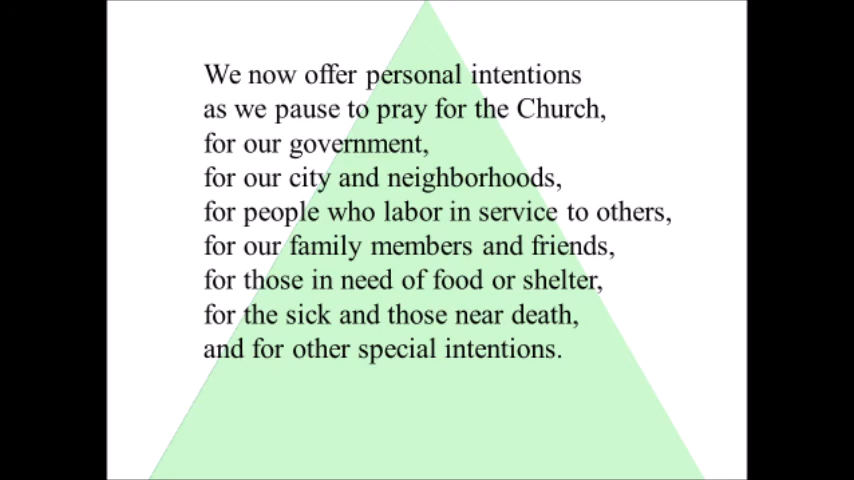 We now offer personal intentions
as we pause to pray for the Church,
for our government,
for our city and neighborhoods,
for people who labor in service to others,
for our family members and friends,
for those in need of food or shelter,
for the sick and those near death,
and for other special intentions.